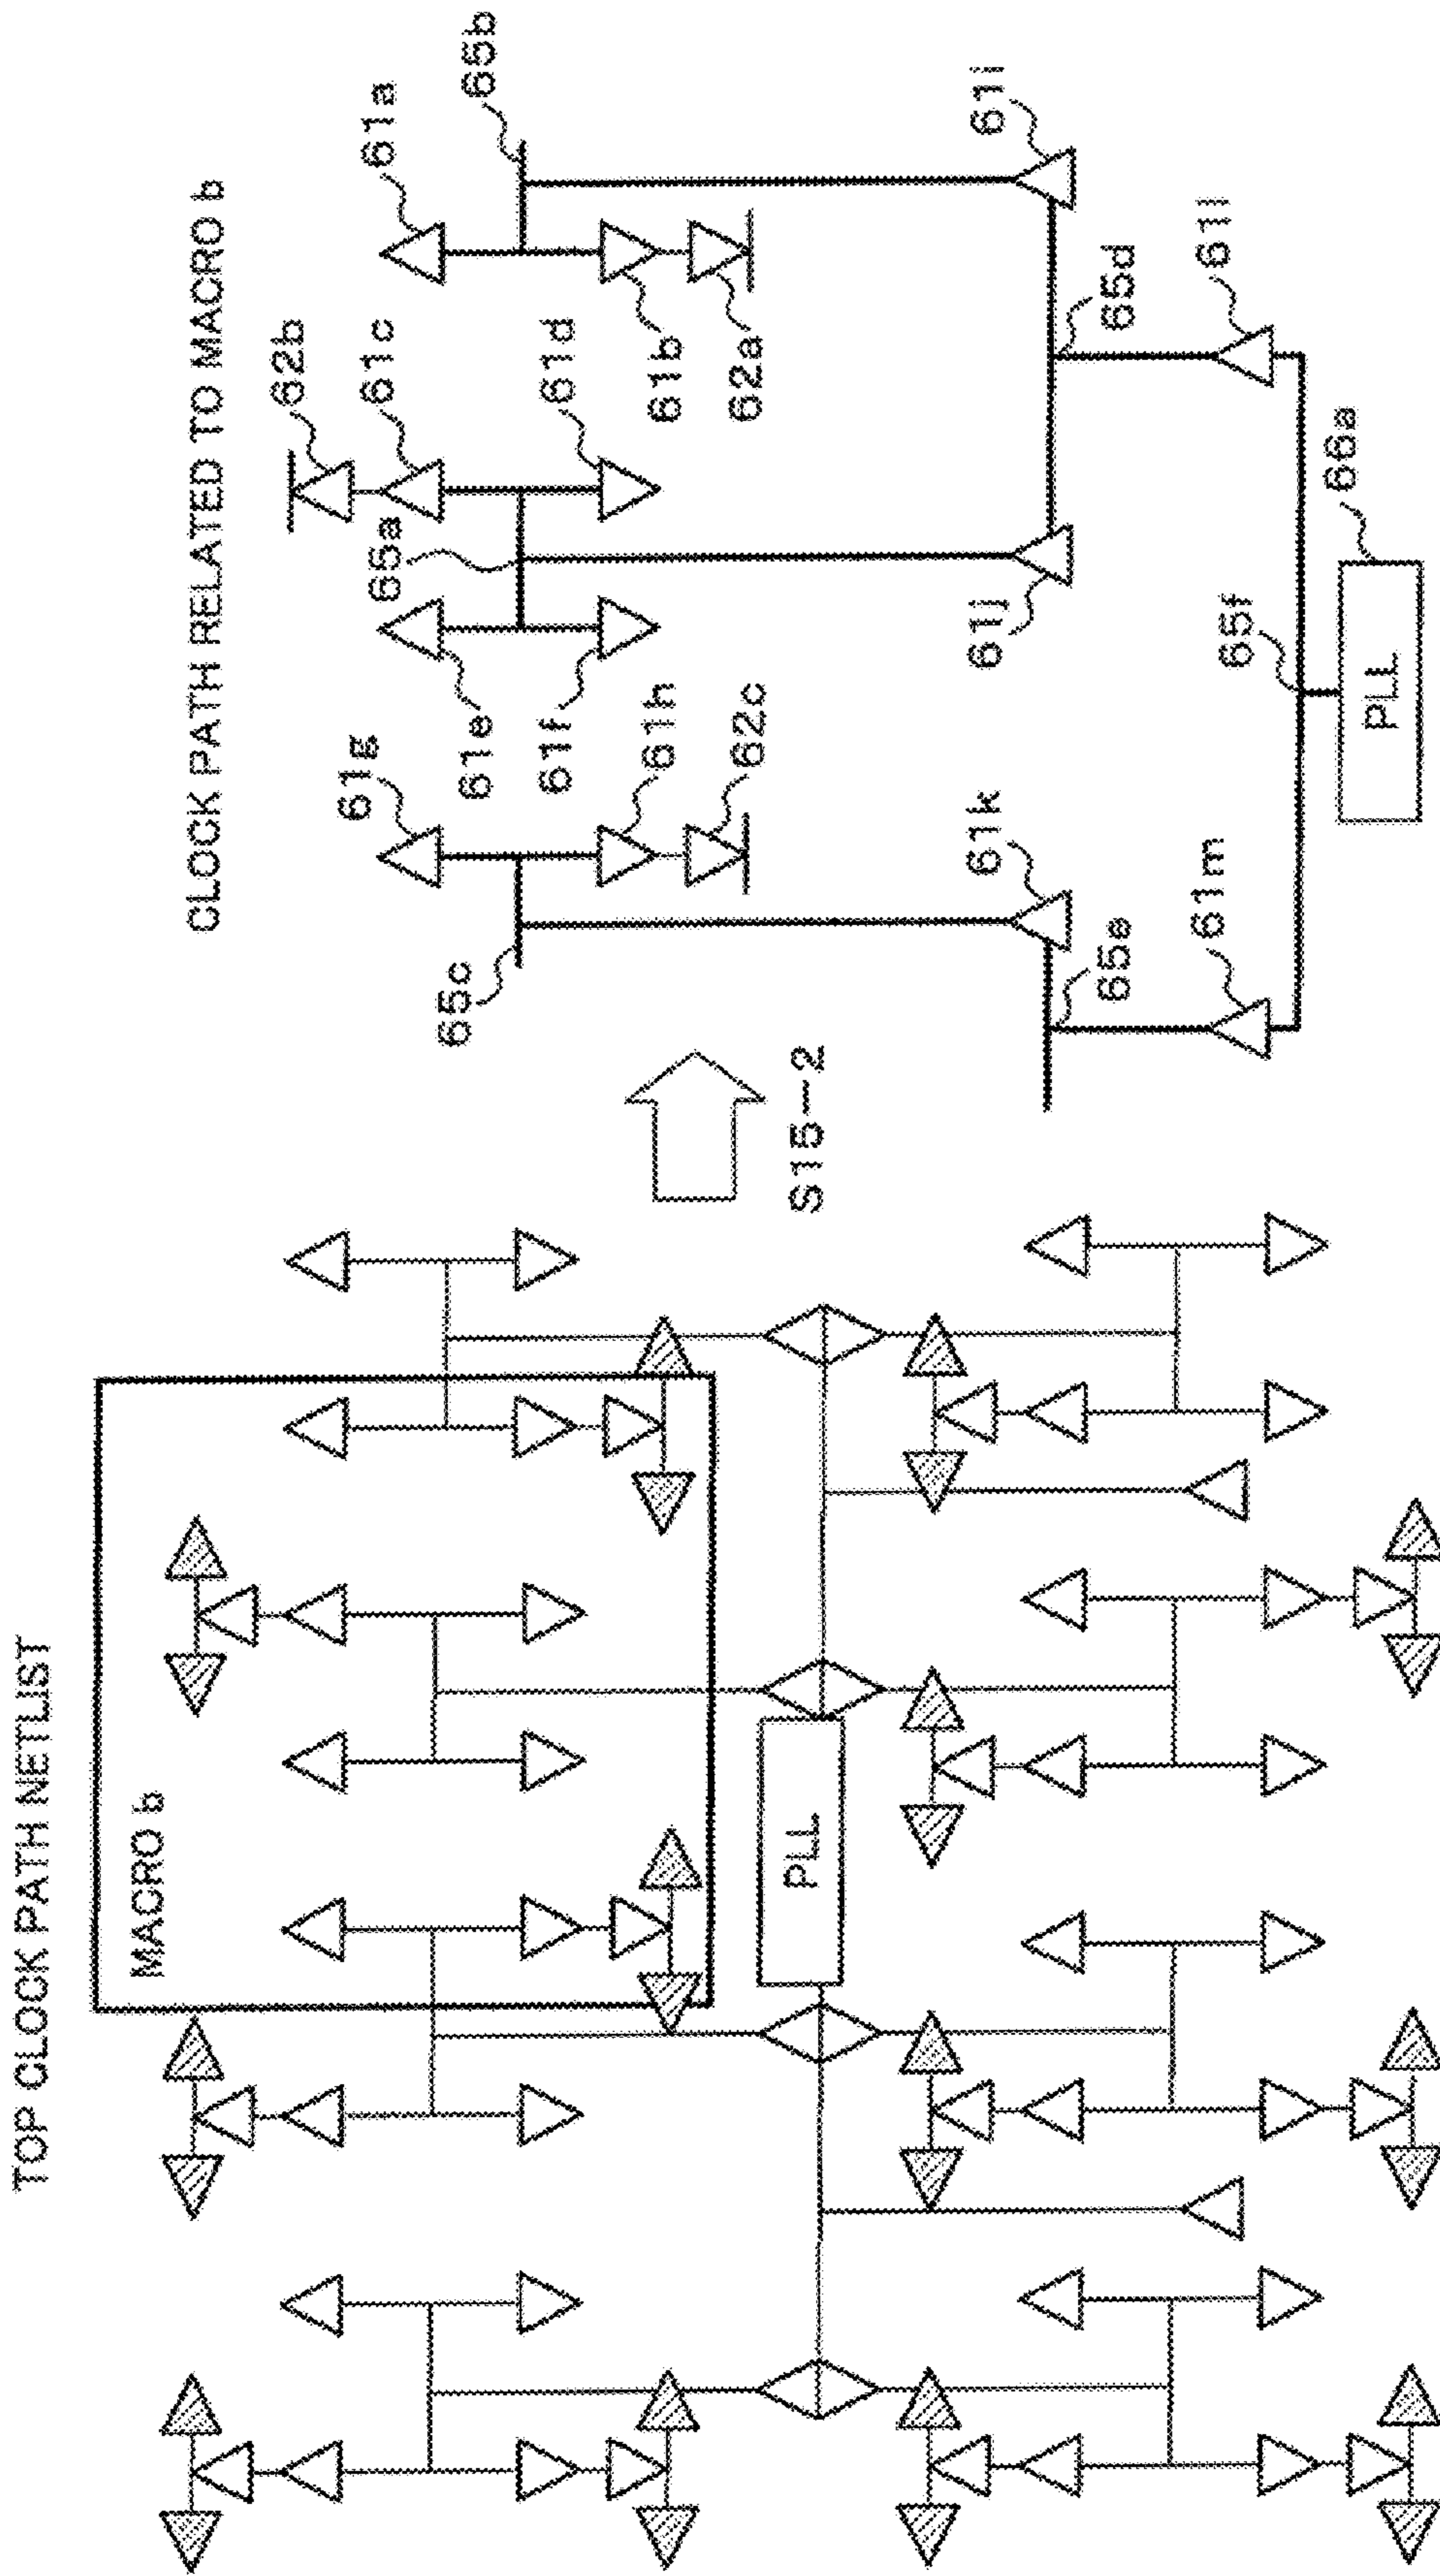 TOP CLOCK PATH NETLIST
MACRO b
PLL
S15-2
CLOCK PATH RELATED TO MACRO b
62b
61a
61g
61c
65b
65a
61e
61d
65c
61f
61h
61b
62c
62a
61k
61j
61i
65e
65d
61m
65f
61l
66a
PLL